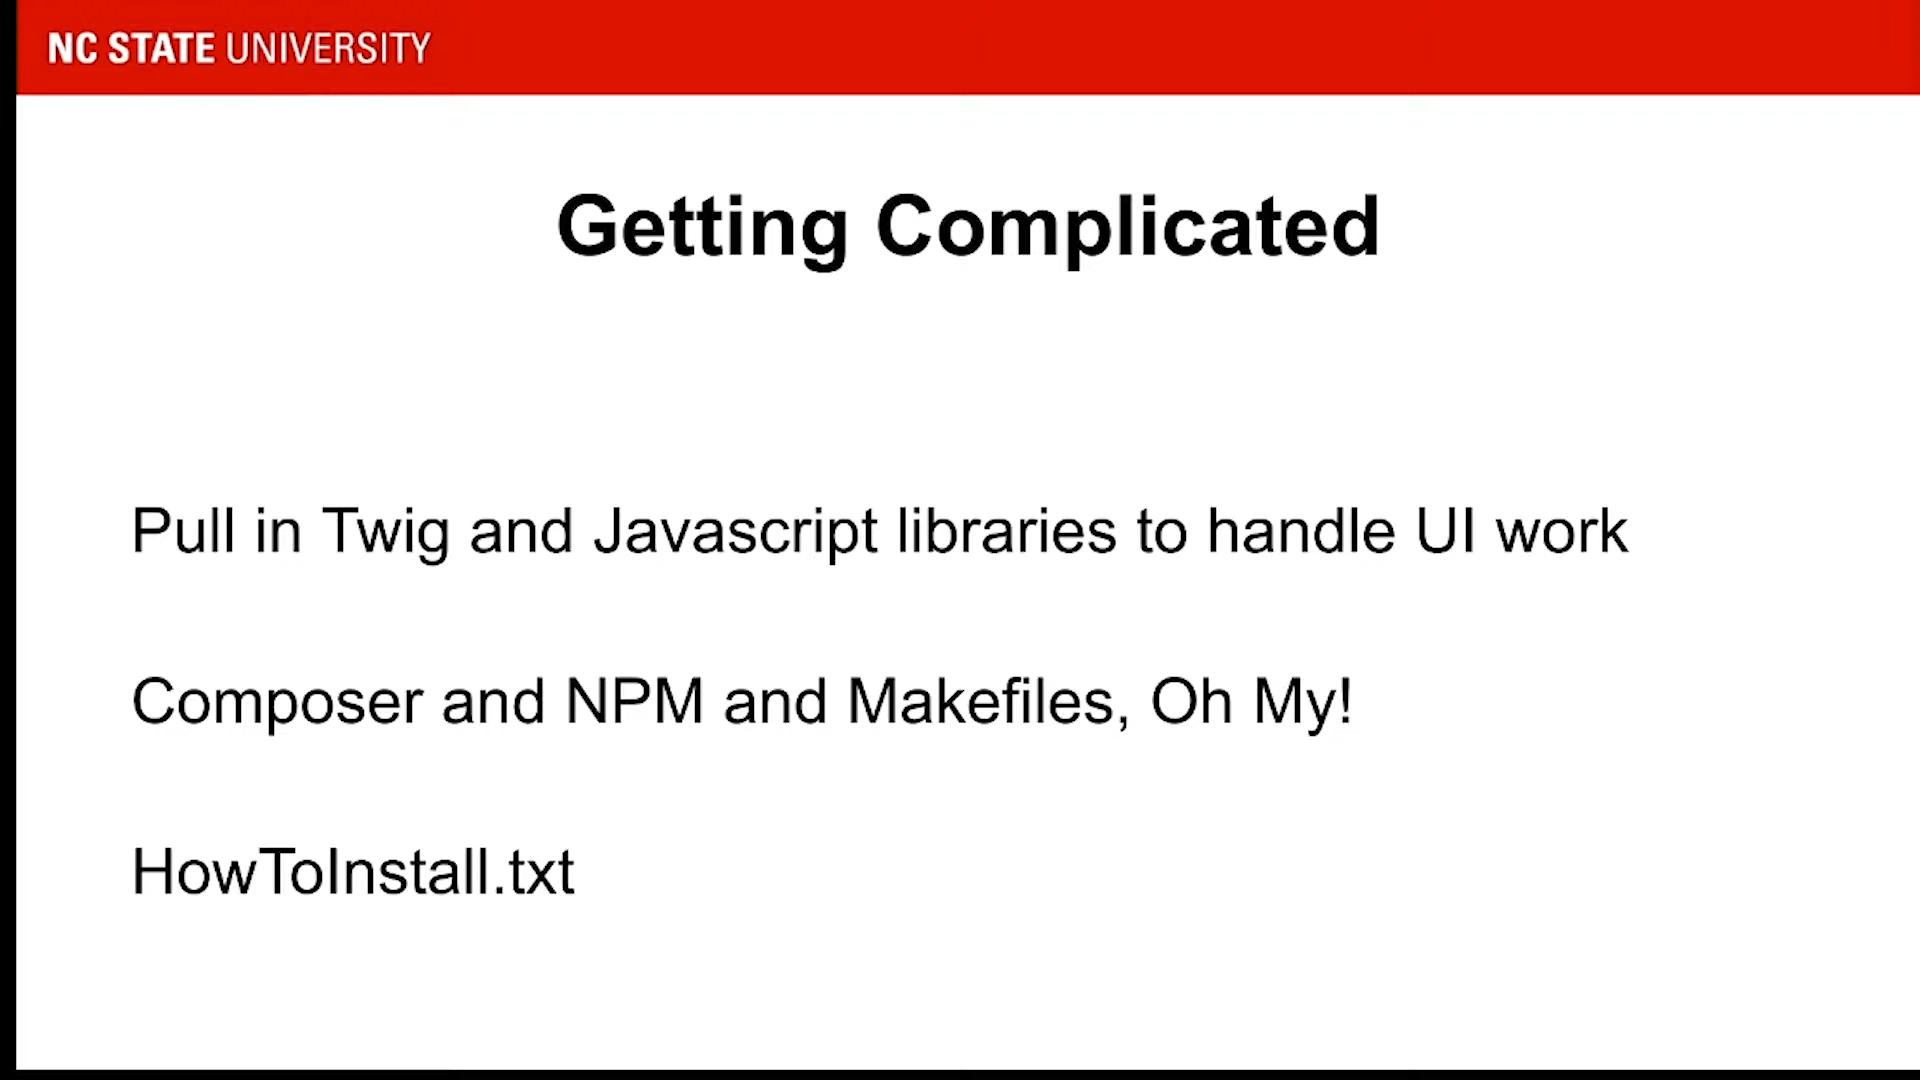 NC STATE UNIVERSITY
Getting Complicated
Pull in Twig and Javascript libraries to handle UI work
Composer and NPM and Makefiles, Oh My!
HowToInstall.txt